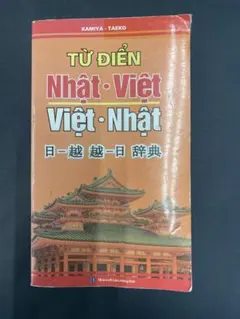 KAMIYA - TAEKO
TỪ ĐIỂN
Nhật · Việt
Việt · Nhật
日－越 越－日 辞典